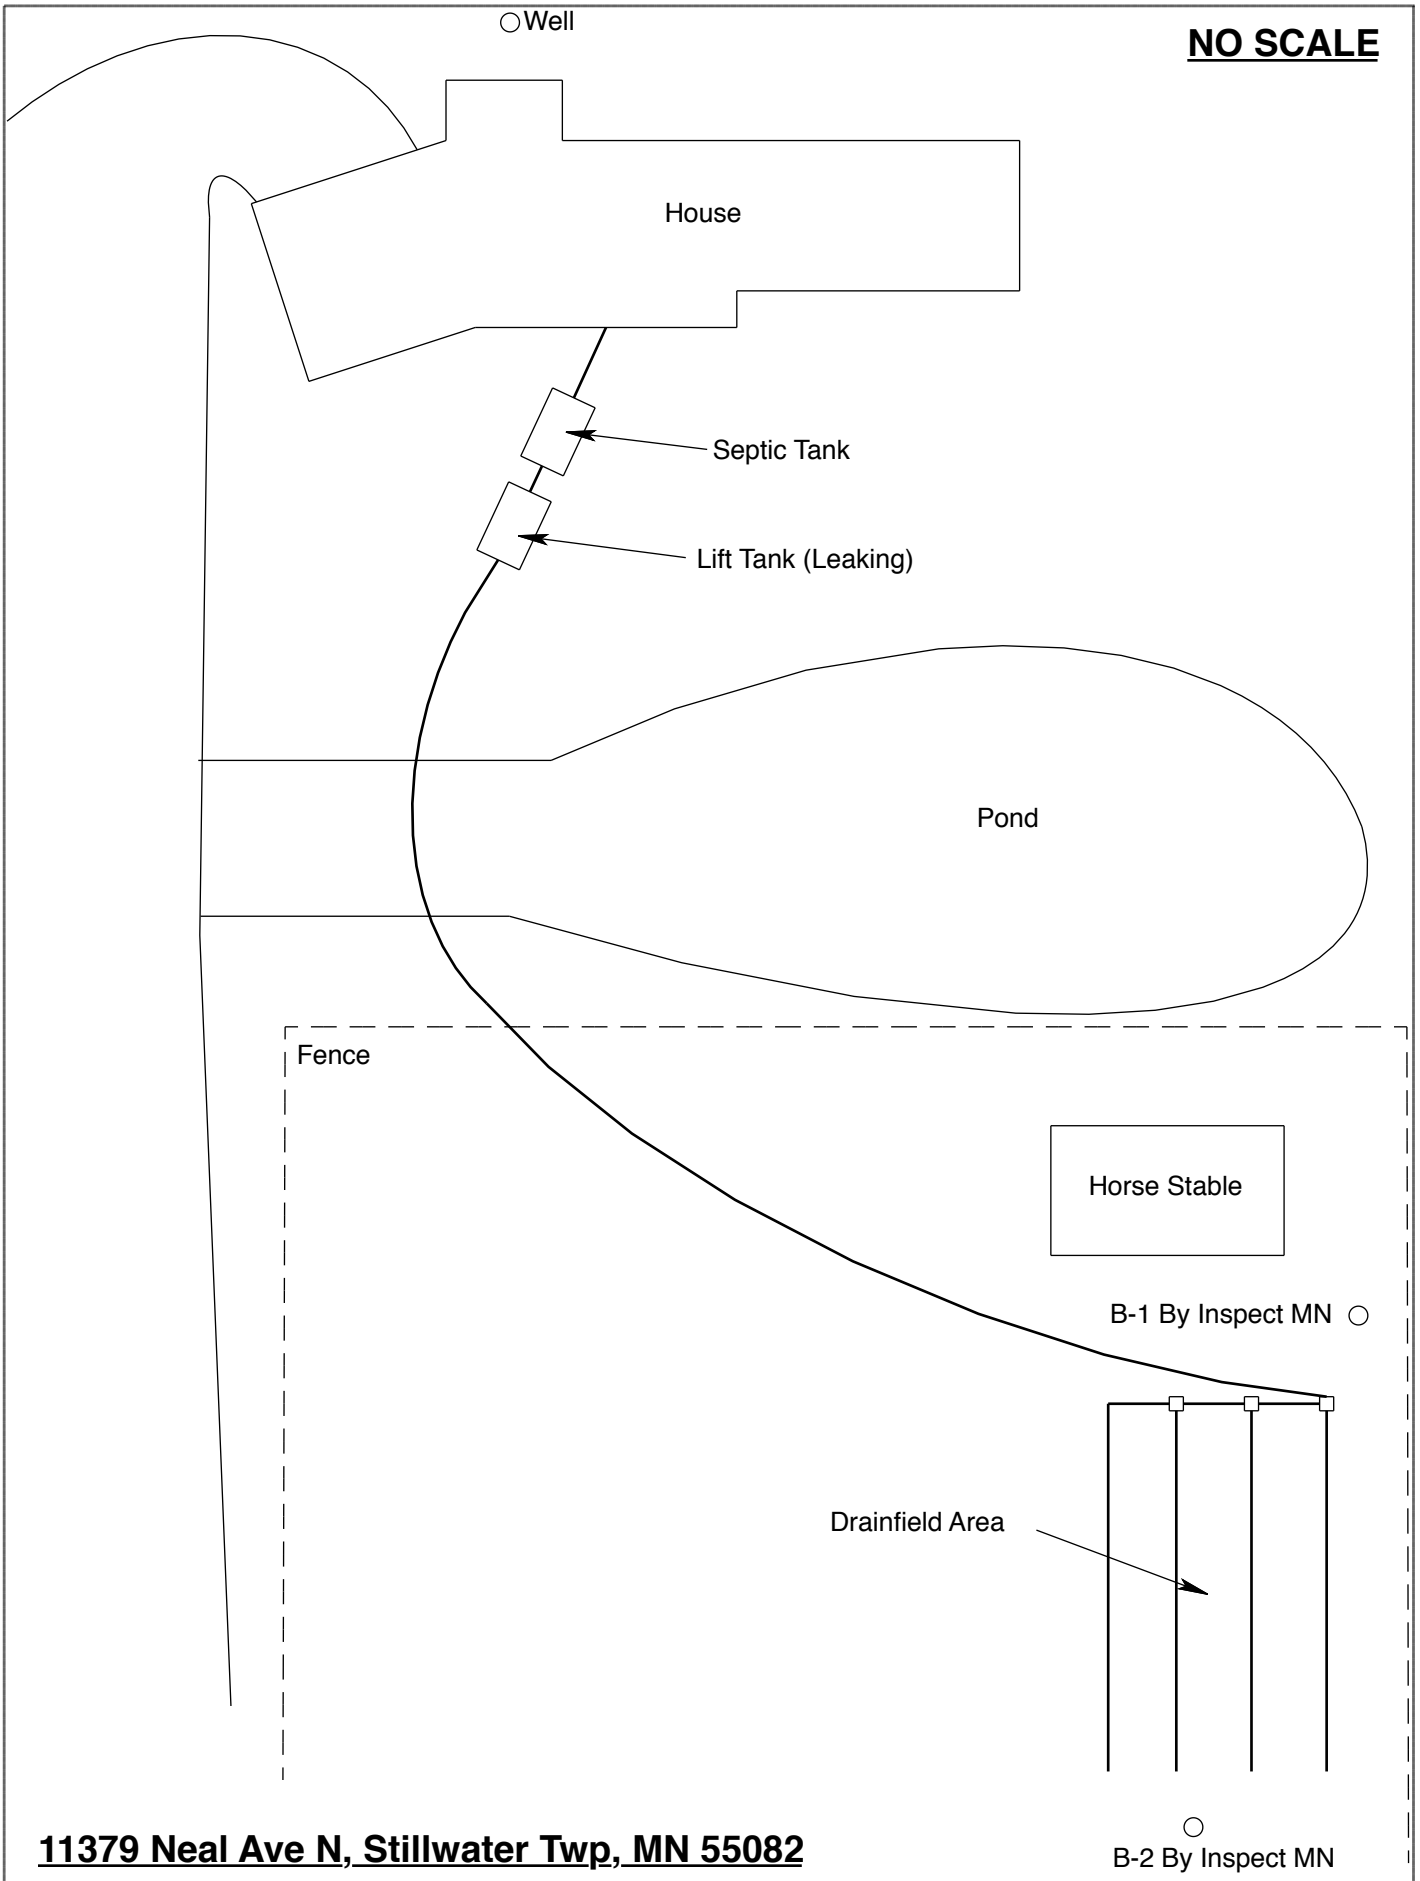 Well
NO SCALE
House
Septic Tank
Lift Tank (Leaking)
Pond
Fence
Horse Stable
B-1 By Inspect MN
Drainfield Area
11379 Neal Ave N, Stillwater Twp, MN 55082
B-2 By Inspect MN